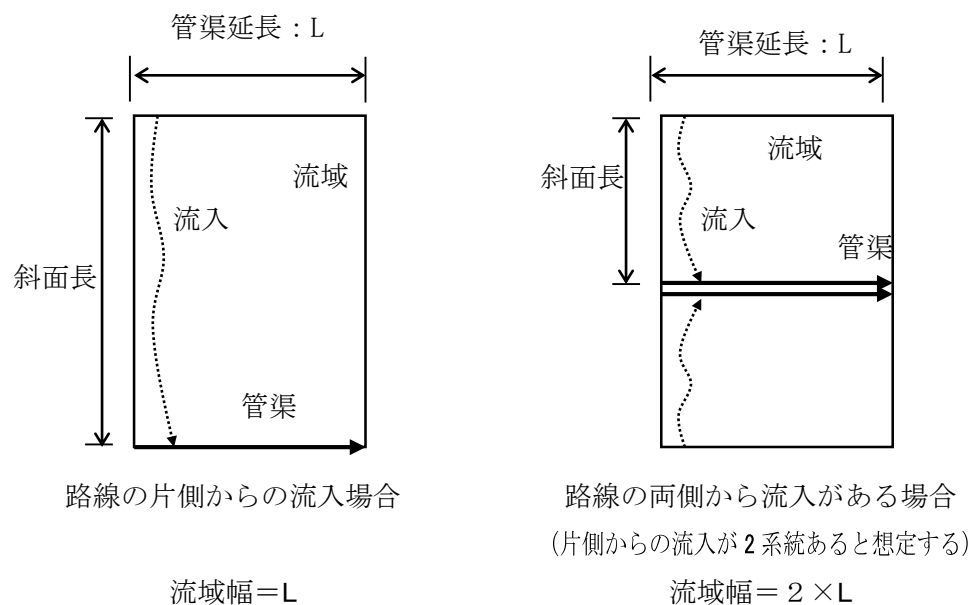 管渠延長：L
流域
流入
斜面長
管渠
路線の片側からの流入場合
流域幅＝L
管渠延長：L
流域
斜面長
流入
管渠
路線の両側から流入がある場合
(片側からの流入が2系統あると想定する)
流域幅＝２×L